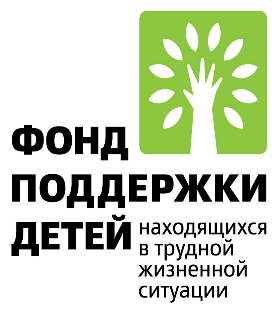 ФОНД
ПОДДЕРЖКИ
ДЕТЕЙ
находящихся
в трудной
жизненной
ситуации